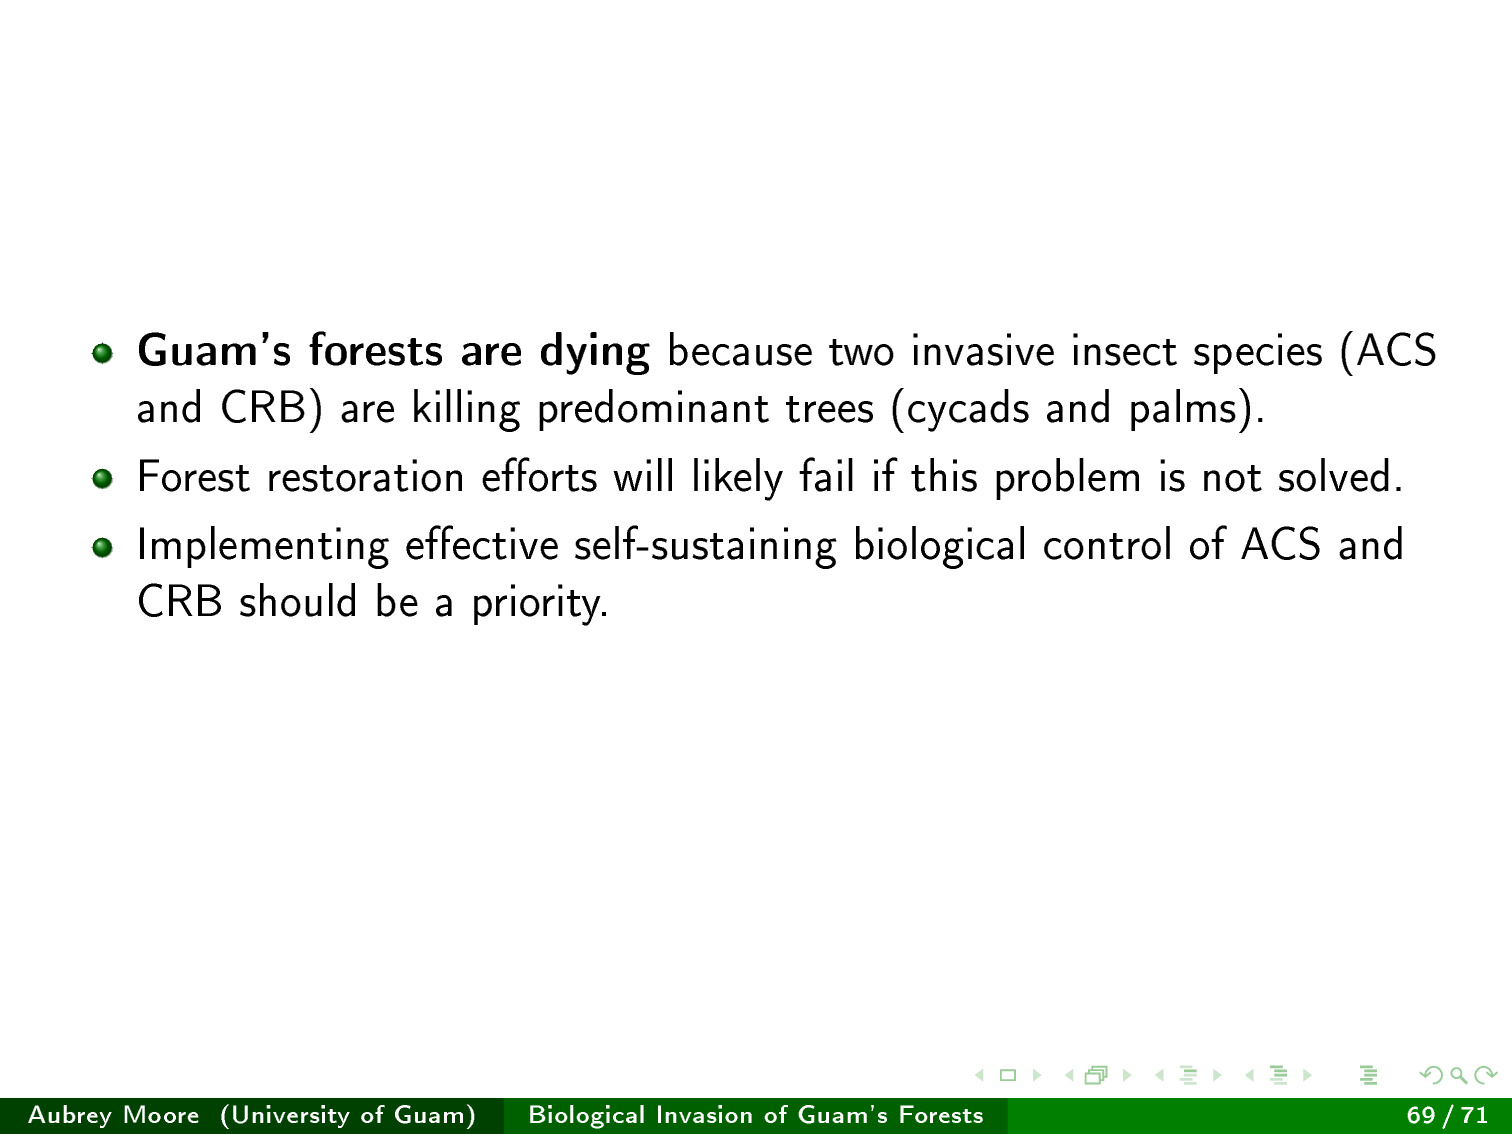 Guam's forests are dying because two invasive insect species (ACS
and CRB) are killing predominant trees (cycads and palms).
Forest restoration efforts will likely fail if this problem is not solved.
Implementing effective self-sustaining biological control of ACS and
CRB should be a priority.
Aubrey Moore (University of Guam) Biological Invasion of Guam's Forests 69 / 71